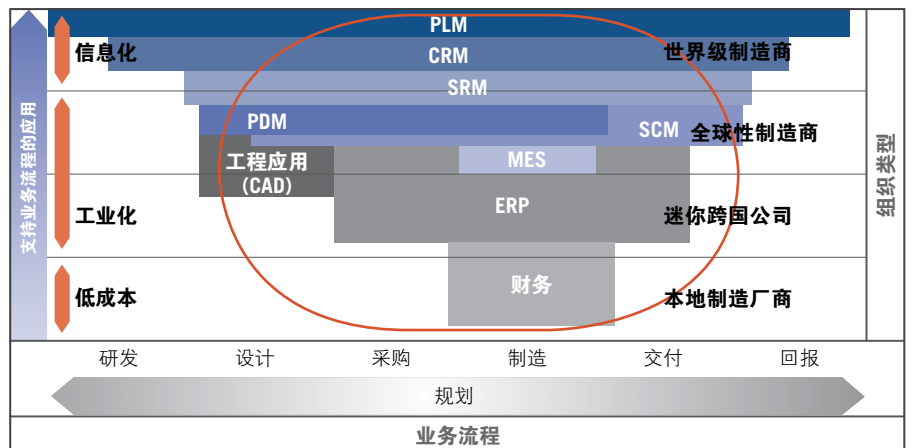 PLM
信息化
CRM
世界级制造商
SRM
PDM
SCM
全球性制造商
工程应用
(CAD)
MES
支持业务流程的应用
组织类型
工业化
ERP
迷你跨国公司
低成本
财务
本地制造厂商
研发
设计
采购
制造
交付
回报
规划
业务流程